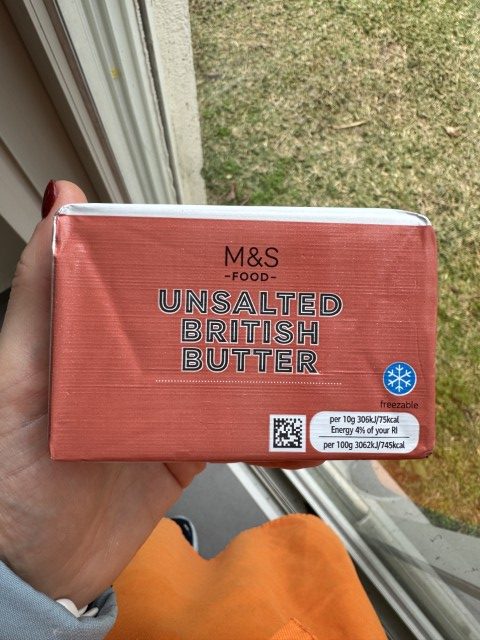 M&S
-FOOD-
UNSALTED
BRITISH
BUTTER
freezable
per 10g 306kJ/75kcal
Energy 4% of your RI
per 100g 3062kJ/745kcal